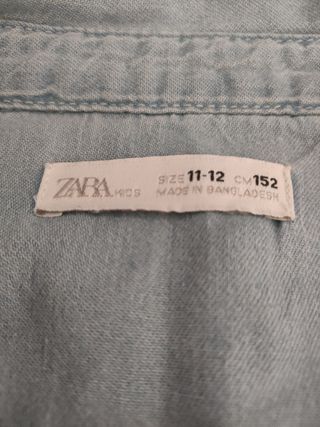 ZARA KIDS SIZE 11-12 CM 152
MADE IN BANGLADESH